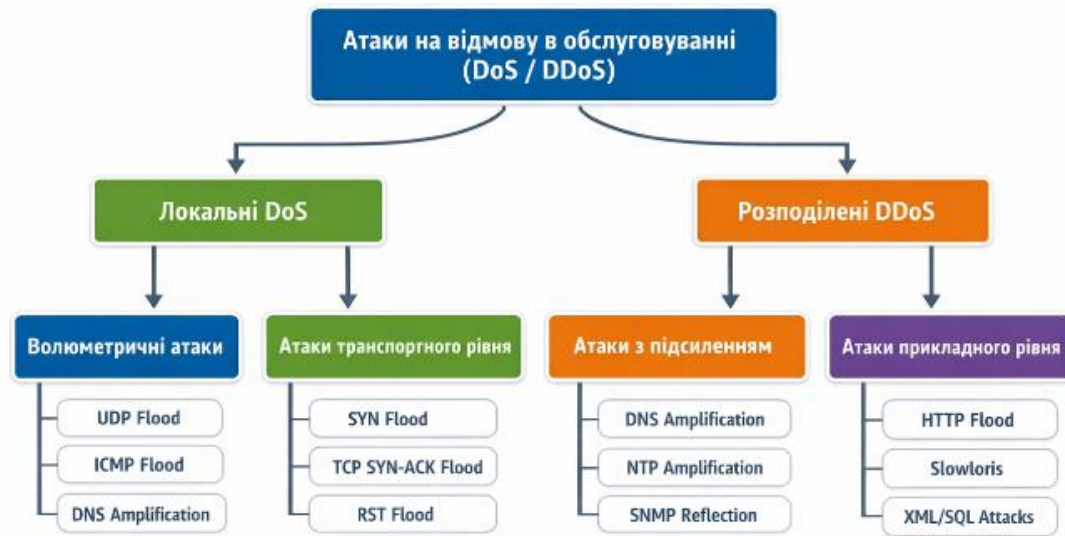 Атаки на відмову в обслуговуванні
(DoS / DDoS)
Локальні DoS
Розподілені DDoS
Волюметричні атаки
Атаки транспортного рівня
Атаки з підсиленням
Атаки прикладного рівня
UDP Flood
SYN Flood
DNS Amplification
HTTP Flood
ICMP Flood
TCP SYN-ACK Flood
NTP Amplification
Slowloris
DNS Amplification
RST Flood
SNMP Reflection
XML/SQL Attacks